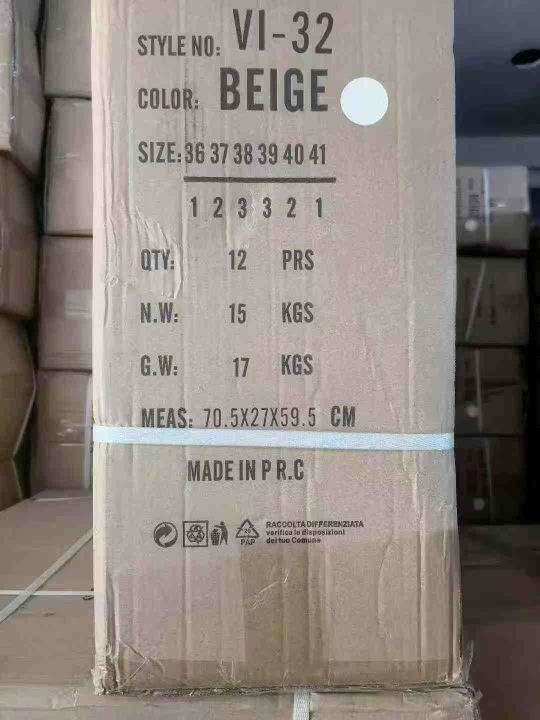 STYLE NO: VI-32
COLOR: BEIGE
SIZE: 36 37 38 39 40 41
1 2 3 3 2 1
QTY: 12 PRS
N.W: 15 KGS
G.W: 17 KGS
MEAS: 70.5X27X59.5 CM
MADE IN P R.C
RACCOLTA DIFFERENZIATA
verifica le disposizioni
del tuo Comune
20
PAP